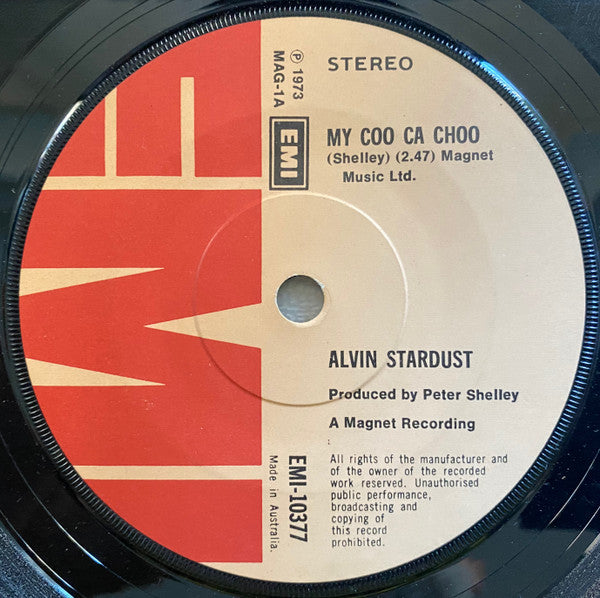 STEREO
℗ 1973
MAG-1A
EMI
EMI
MY COO CA CHOO
(Shelley) (2.47) Magnet
Music Ltd.
ALVIN STARDUST
Produced by Peter Shelley
A Magnet Recording
EMI-10377
Made in Australia.
All rights of the manufacturer and
of the owner of the recorded
work reserved. Unauthorised
public performance,
broadcasting and
copying of
this record
prohibited.